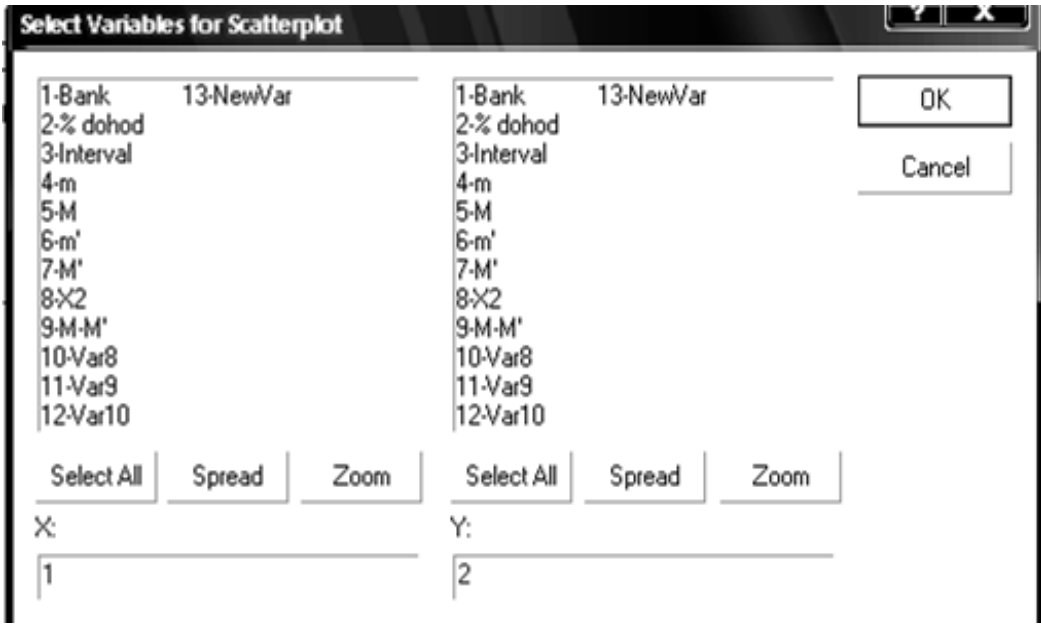 Select Variables for Scatterplot
? X
1-Bank 13-NewVar
2-% dohod
3-Interval
4-m
5-M
6-m'
7-M'
8-X2
9-M-M'
10-Var8
11-Var9
12-Var10
1-Bank 13-NewVar
2-% dohod
3-Interval
4-m
5-M
6-m'
7-M'
8-X2
9-M-M'
10-Var8
11-Var9
12-Var10
OK
Cancel
Select All Spread Zoom
Select All Spread Zoom
X:
1
Y:
2